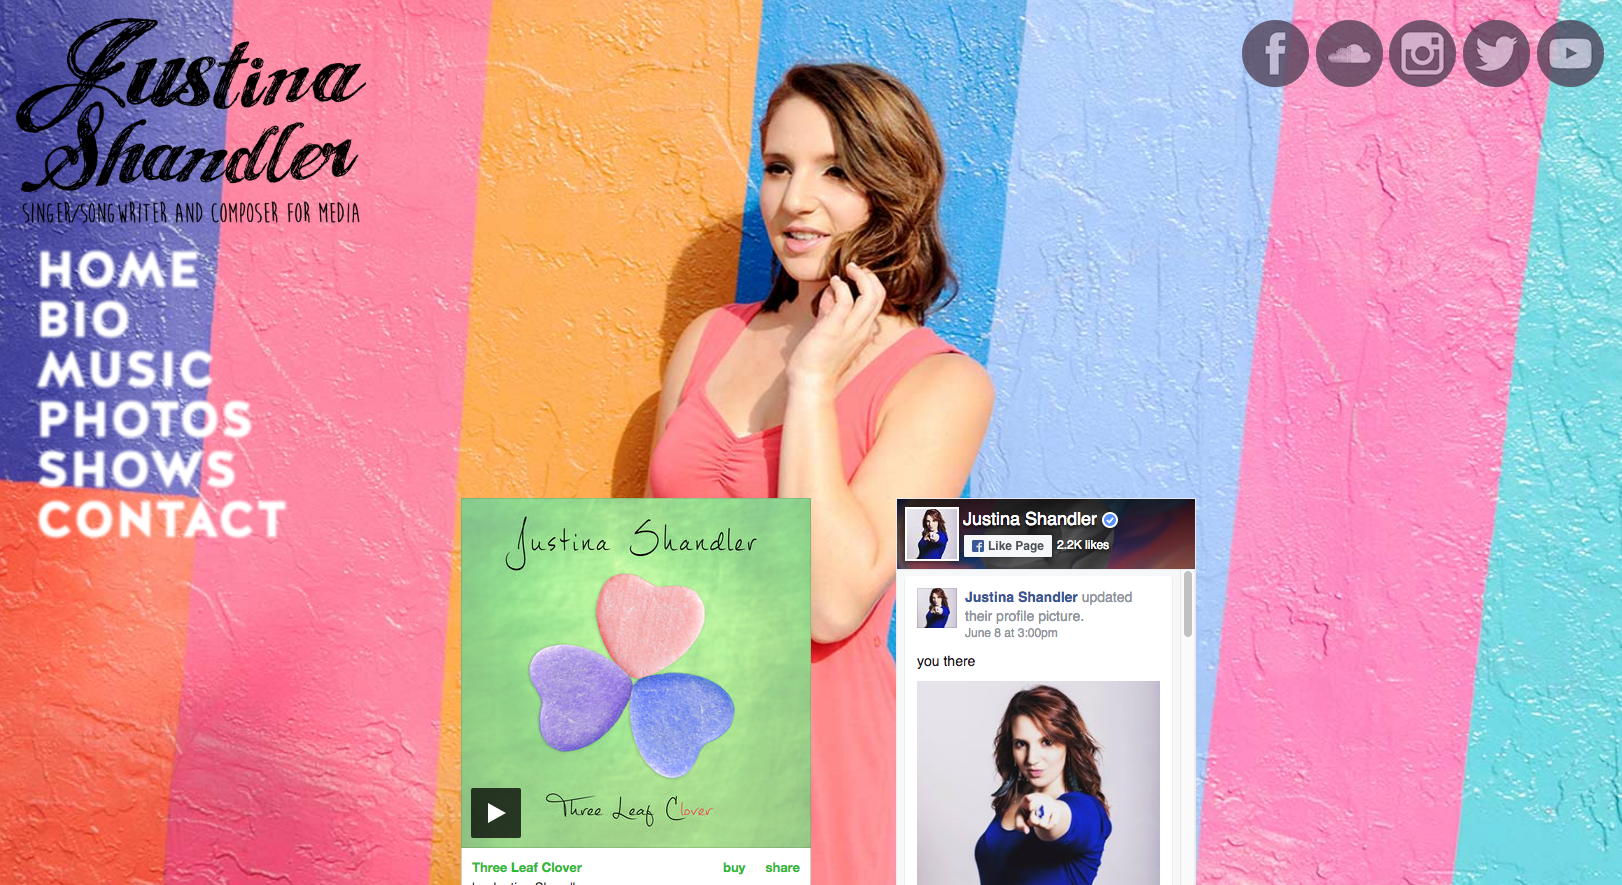 Justina
Shandler
SINGER/SONGWRITER AND COMPOSER FOR MEDIA
HOME
BIO
MUSIC
PHOTOS
SHOWS
CONTACT
Justina Shandler
Three Leaf Clover
Three Leaf Clover
buy
share
Justina Shandler
Like Page
2.2K likes
Justina Shandler updated
their profile picture.
June 8 at 3:00pm
you there